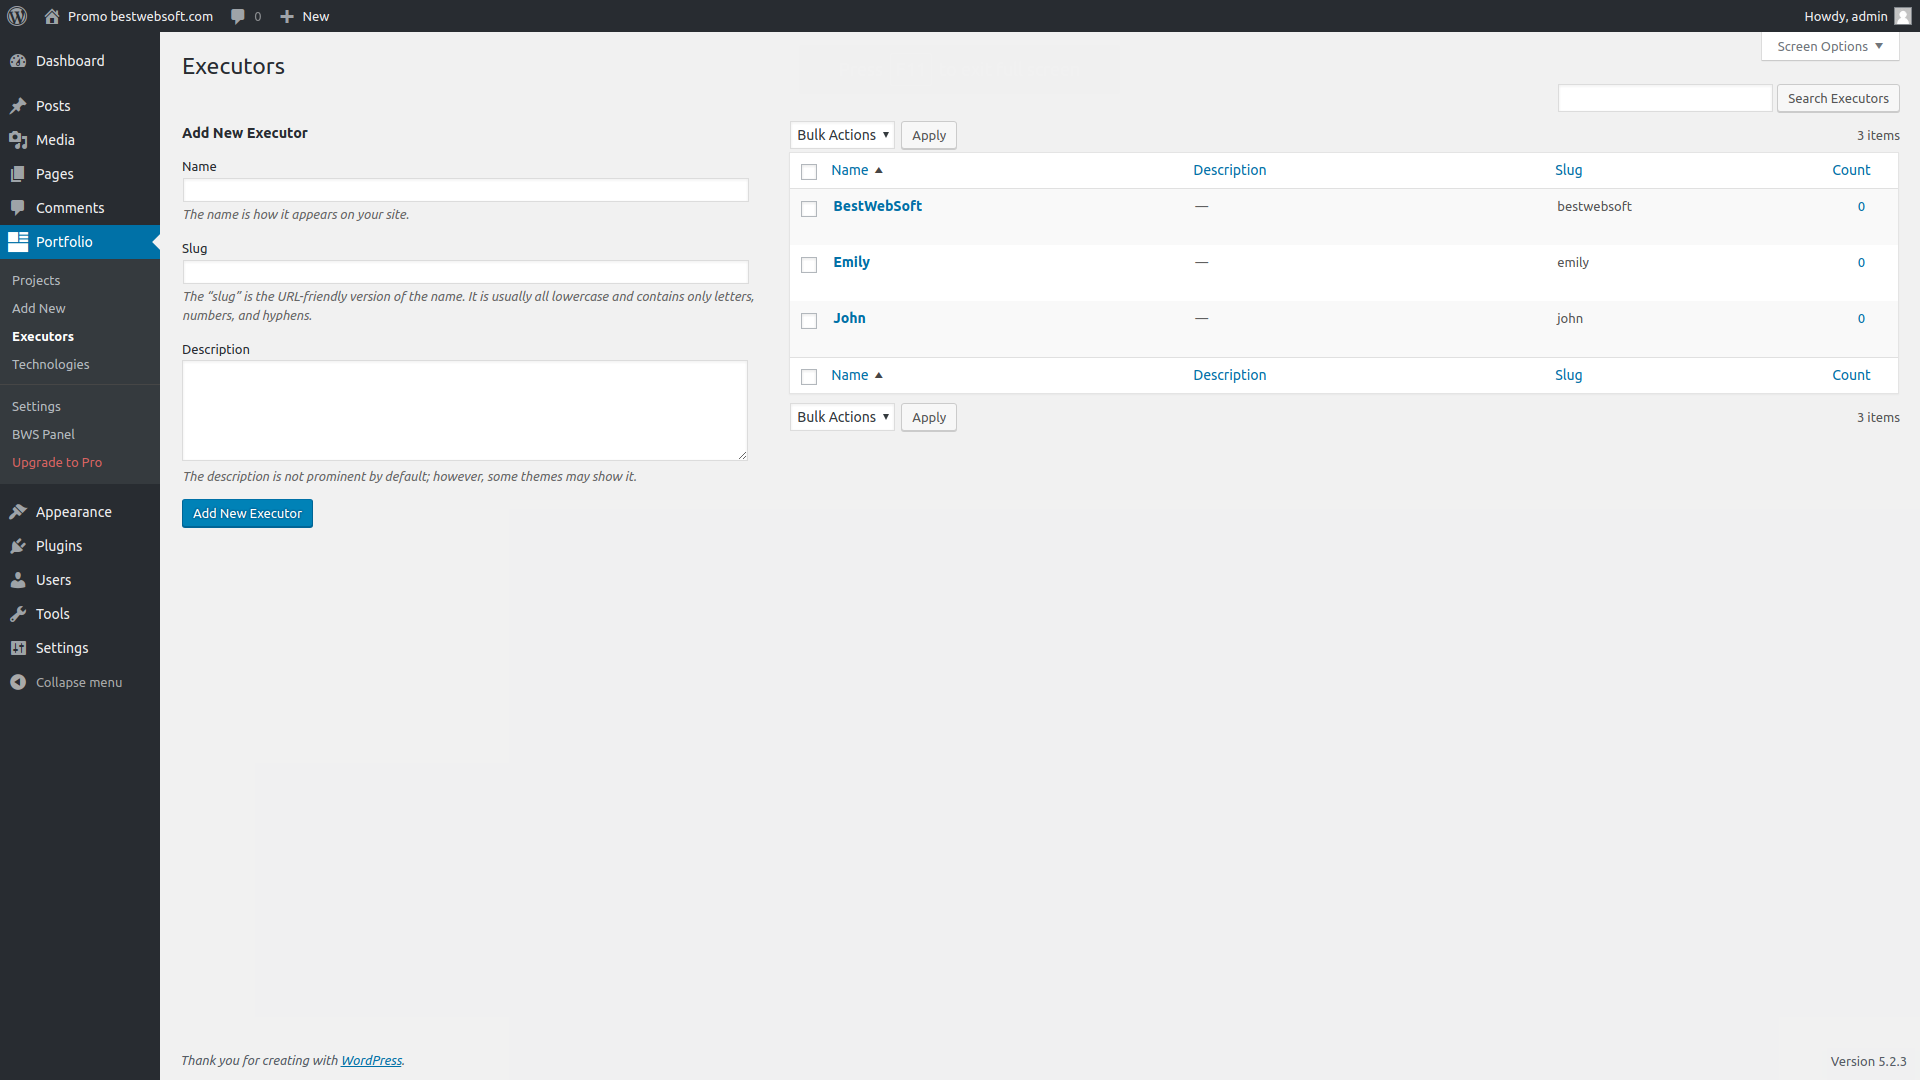 Promo bestwebsoft.com 0 New Howdy, admin
Screen Options
Dashboard
Posts
Media
Pages
Comments
Portfolio
Projects
Add New
Executors
Technologies
Settings
BWS Panel
Upgrade to Pro
Appearance
Plugins
Users
Tools
Settings
Collapse menu
Executors
Search Executors
Add New Executor
Name
The name is how it appears on your site.
Slug
The “slug” is the URL-friendly version of the name. It is usually all lowercase and contains only letters,
numbers, and hyphens.
Description
The description is not prominent by default; however, some themes may show it.
Add New Executor
Bulk Actions Apply 3 items
Name Description Slug Count
BestWebSoft — bestwebsoft 0
Emily — emily 0
John — john 0
Name Description Slug Count
Bulk Actions Apply 3 items
Thank you for creating with WordPress. Version 5.2.3